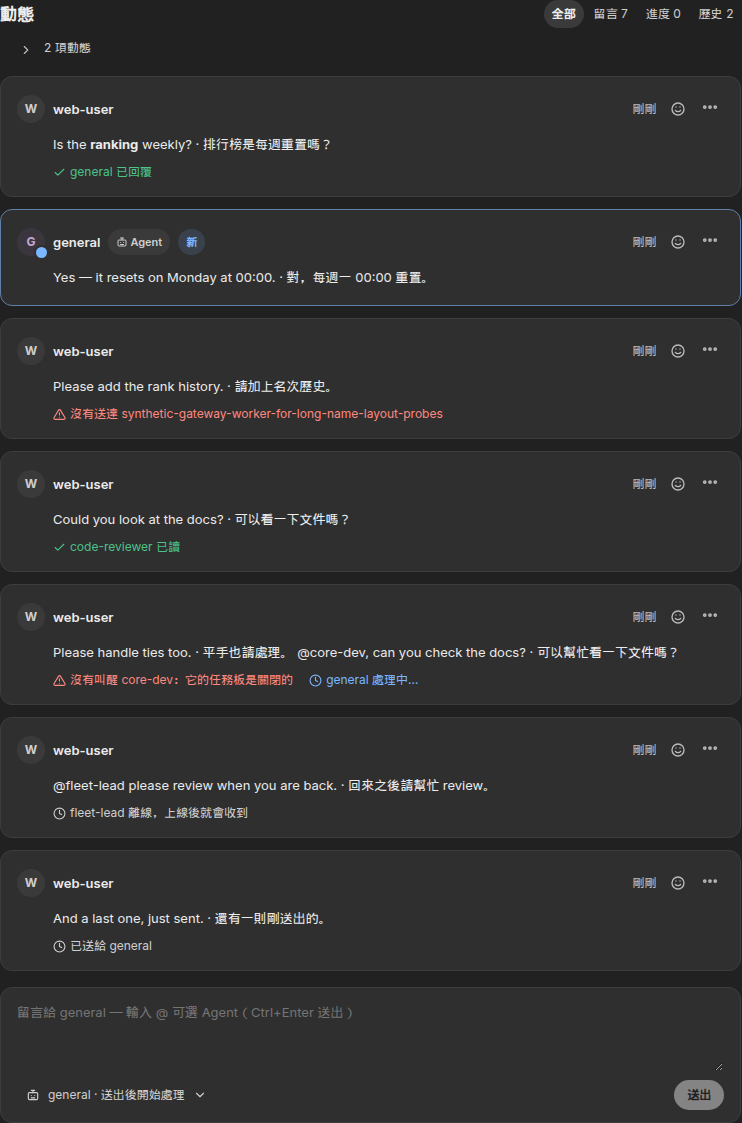 動態
全部 留言 7 進度 0 歷史 2
2 項動態
W web-user 剛剛
Is the ranking weekly? · 排行榜是每週重置嗎？
general 已回覆
G general Agent 新 剛剛
Yes — it resets on Monday at 00:00. · 對，每週一 00:00 重置。
W web-user 剛剛
Please add the rank history. · 請加上名次歷史。
沒有送達 synthetic-gateway-worker-for-long-name-layout-probes
W web-user 剛剛
Could you look at the docs? · 可以看一下文件嗎？
code-reviewer 已讀
W web-user 剛剛
Please handle ties too. · 平手也請處理。 @core-dev, can you check the docs? · 可以幫忙看一下文件嗎？
沒有叫醒 core-dev：它的任務板是關閉的 general 處理中…
W web-user 剛剛
@fleet-lead please review when you are back. · 回來之後請幫忙 review。
fleet-lead 離線，上線後就會收到
W web-user 剛剛
And a last one, just sent. · 還有一則剛送出的。
已送給 general
留言給 general — 輸入 @ 可選 Agent（Ctrl+Enter 送出）
general · 送出後開始處理
送出